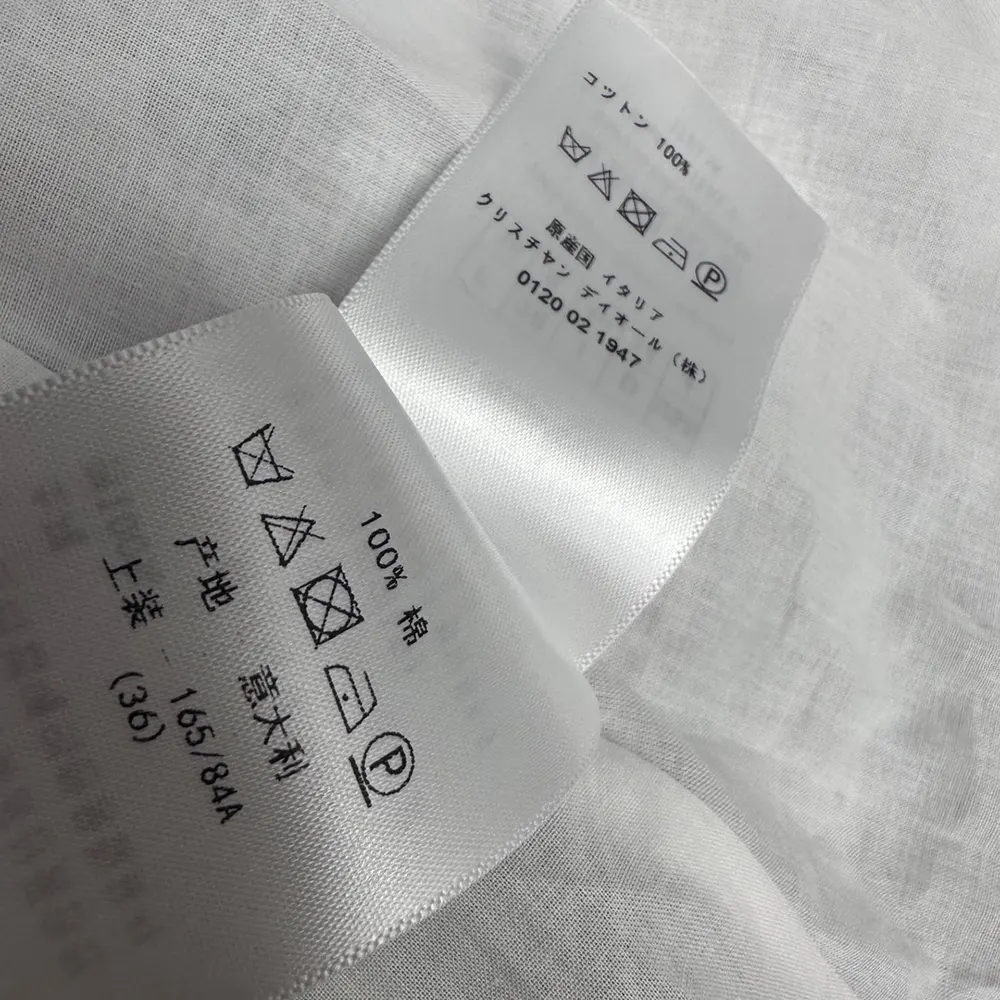 コットン 100%
P
原産国 イタリア
クリスチャン ディオール (株)
0120 02 1947
100% 棉
P
产地 意大利
上装 - 165/84A
(36)